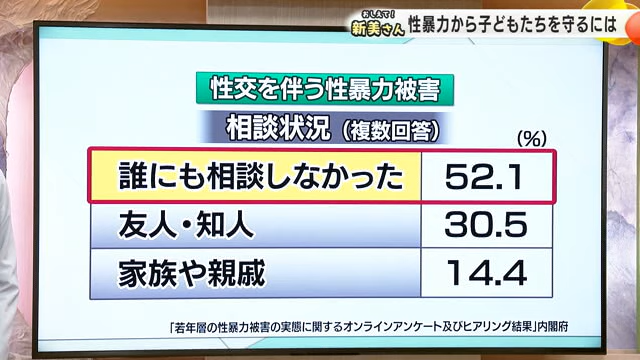 おしえて!
新美さん
性暴力から子どもたちを守るには
性交を伴う性暴力被害
相談状況(複数回答)
(%)
誰にも相談しなかった 52.1
友人・知人 30.5
家族や親戚 14.4
「若年層の性暴力被害の実態に関するオンラインアンケート及びヒアリング結果」内閣府